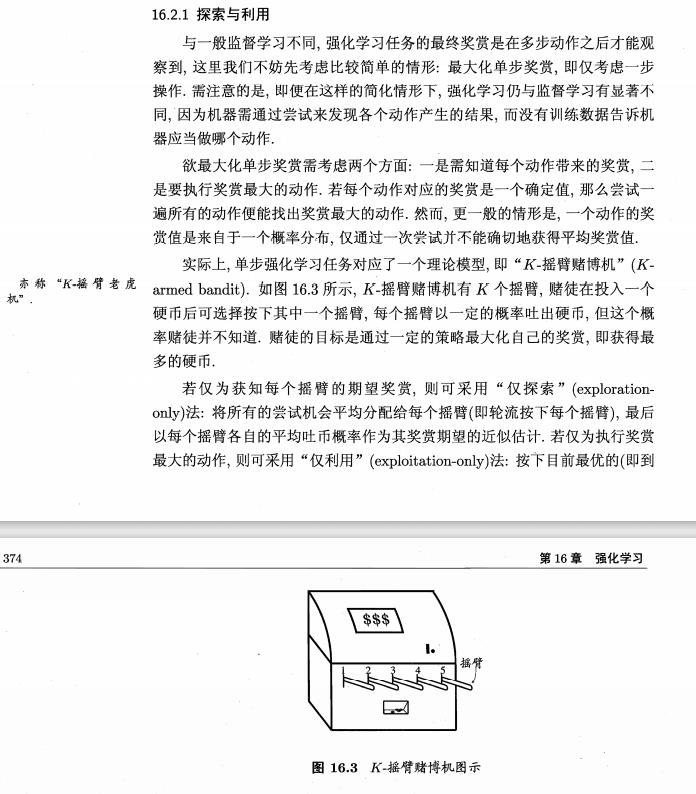 16.2.1 探索与利用
与一般监督学习不同, 强化学习任务的最终奖赏是在多步动作之后才能观
察到, 这里我们不妨先考虑比较简单的情形: 最大化单步奖赏, 即仅考虑一步
操作. 需注意的是, 即便在这样的简化情形下, 强化学习仍与监督学习有显著不
同, 因为机器需通过尝试来发现各个动作产生的结果, 而没有训练数据告诉机
器应当做哪个动作.
欲最大化单步奖赏需考虑两个方面: 一是需知道每个动作带来的奖赏, 二
是要执行奖赏最大的动作. 若每个动作对应的奖赏是一个确定值, 那么尝试一
遍所有的动作便能找出奖赏最大的动作. 然而, 更一般的情形是, 一个动作的奖
赏值是来自于一个概率分布, 仅通过一次尝试并不能确切地获得平均奖赏值.
亦称“K-摇臂老虎
机”.
实际上, 单步强化学习任务对应了一个理论模型, 即“K-摇臂赌博机”(K-
armed bandit). 如图 16.3 所示, K-摇臂赌博机有 K 个摇臂, 赌徒在投入一个
硬币后可选择按下其中一个摇臂, 每个摇臂以一定的概率吐出硬币, 但这个概
率赌徒并不知道. 赌徒的目标是通过一定的策略最大化自己的奖赏, 即获得最
多的硬币.
若仅为获知每个摇臂的期望奖赏, 则可采用“仅探索”(exploration-
only)法: 将所有的尝试机会平均分配给每个摇臂(即轮流按下每个摇臂), 最后
以每个摇臂各自的平均吐币概率作为其奖赏期望的近似估计. 若仅为执行奖赏
最大的动作, 则可采用“仅利用”(exploitation-only)法: 按下目前最优的(即到
374
第 16 章 强化学习
$$$
摇臂
1 2 3 4 5
图 16.3 K-摇臂赌博机图示